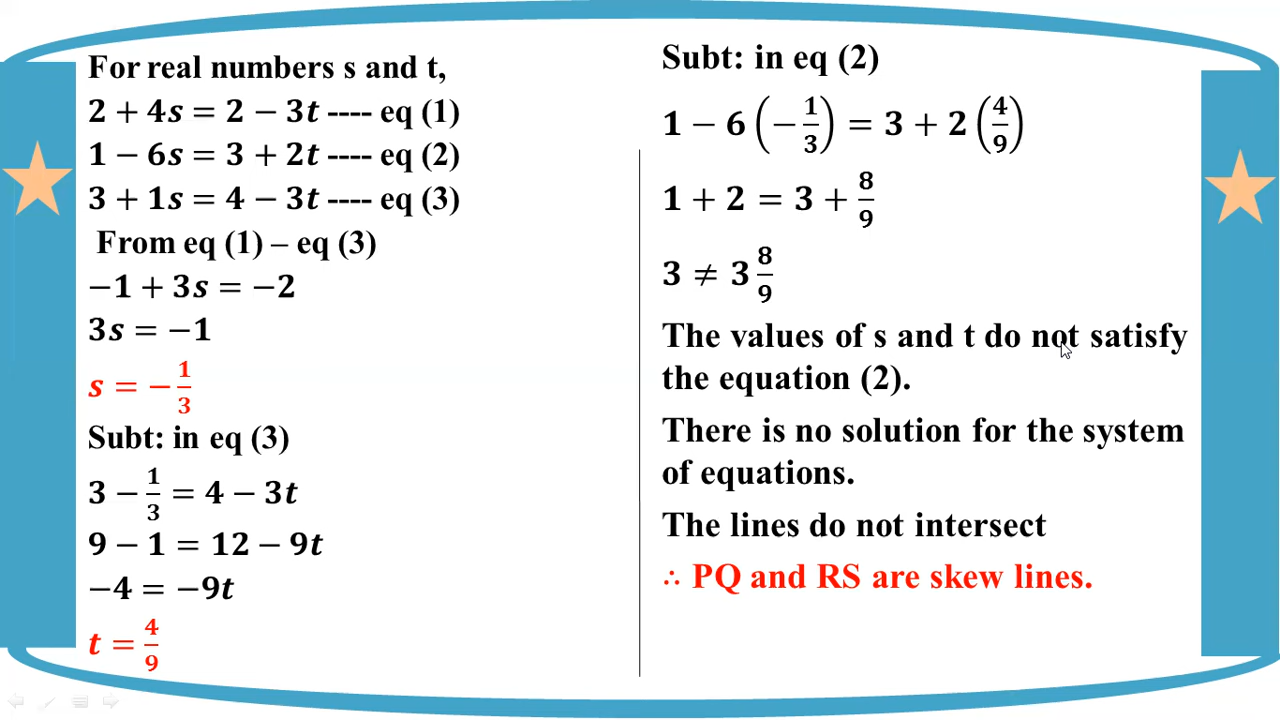 For real numbers s and t,
2 + 4s = 2 − 3t ---- eq (1)
1 − 6s = 3 + 2t ---- eq (2)
3 + 1s = 4 − 3t ---- eq (3)
From eq (1) – eq (3)
−1 + 3s = −2
3s = −1
s = −1/3
Subt: in eq (3)
3 − 1/3 = 4 − 3t
9 − 1 = 12 − 9t
−4 = −9t
t = 4/9
Subt: in eq (2)
1 − 6(−1/3) = 3 + 2(4/9)
1 + 2 = 3 + 8/9
3 ≠ 3 8/9
The values of s and t do not satisfy
the equation (2).
There is no solution for the system
of equations.
The lines do not intersect
∴ PQ and RS are skew lines.